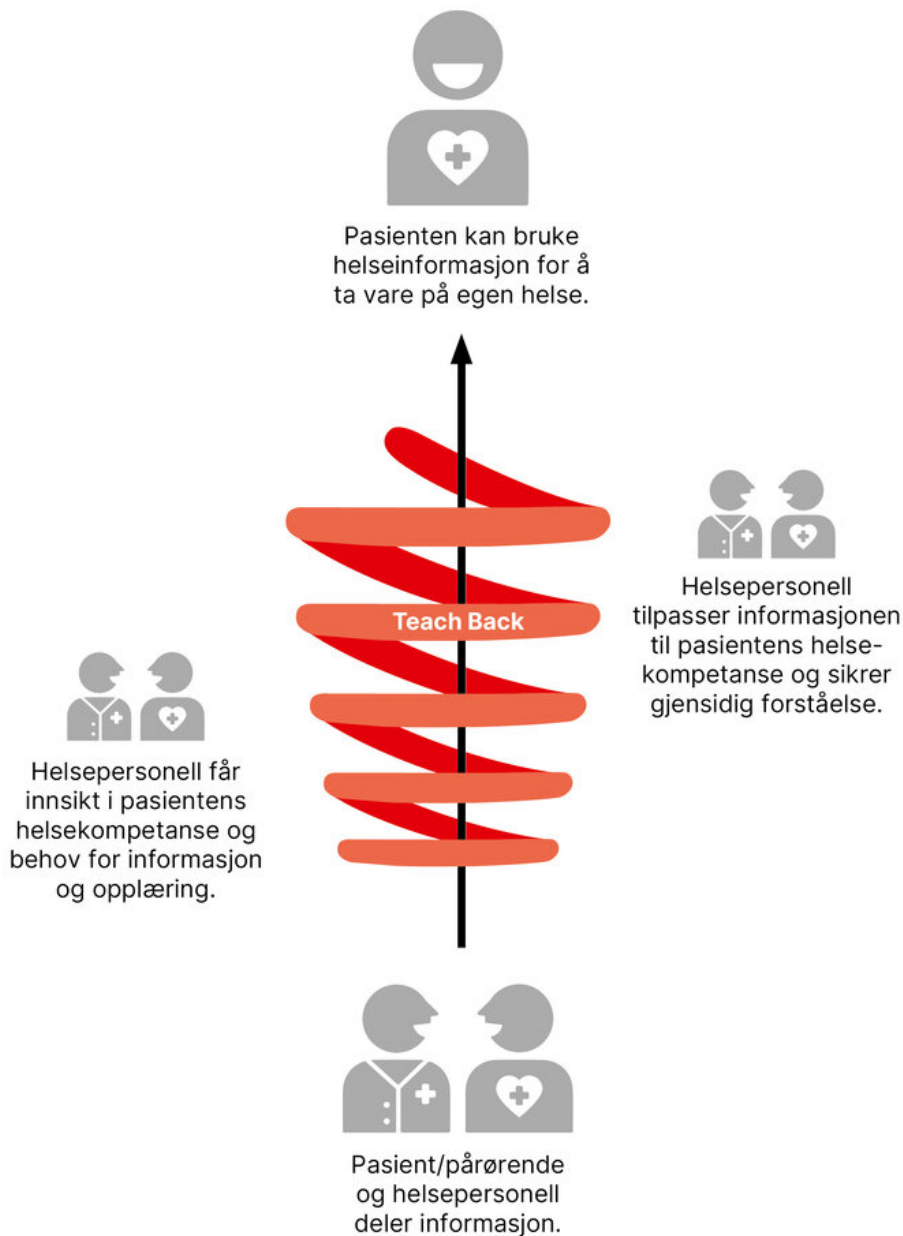 Pasienten kan bruke
helseinformasjon for å
ta vare på egen helse.
Teach Back
Helsepersonell
tilpasser informasjonen
til pasientens helse-
kompetanse og sikrer
gjensidig forståelse.
Helsepersonell får
innsikt i pasientens
helsekompetanse og
behov for informasjon
og opplæring.
Pasient/pårørende
og helsepersonell
deler informasjon.